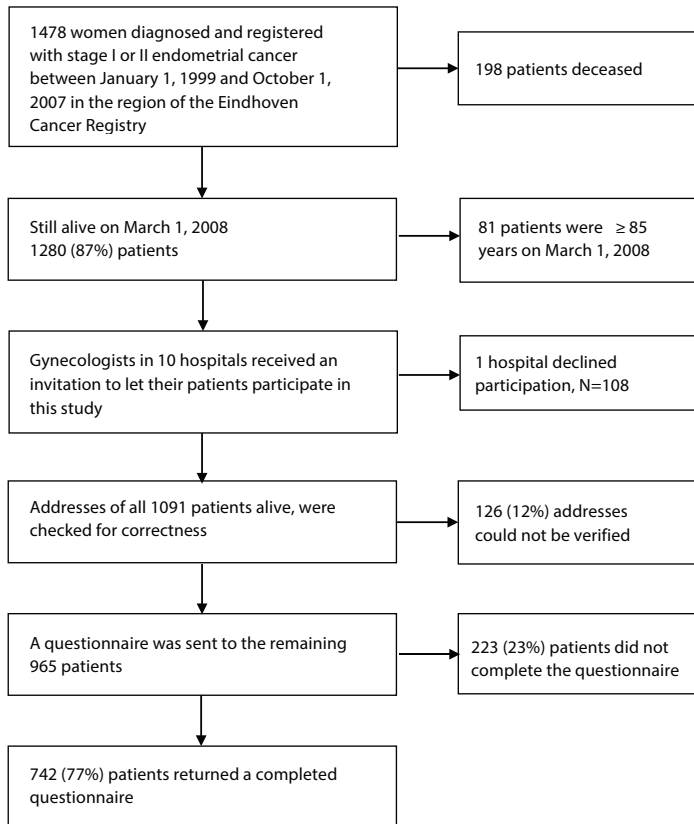 1478 women diagnosed and registered
with stage I or II endometrial cancer
between January 1, 1999 and October 1,
2007 in the region of the Eindhoven
Cancer Registry
198 patients deceased
Still alive on March 1, 2008
1280 (87%) patients
81 patients were ≥ 85
years on March 1, 2008
Gynecologists in 10 hospitals received an
invitation to let their patients participate in
this study
1 hospital declined
participation, N=108
Addresses of all 1091 patients alive, were
checked for correctness
126 (12%) addresses
could not be verified
A questionnaire was sent to the remaining
965 patients
223 (23%) patients did not
complete the questionnaire
742 (77%) patients returned a completed
questionnaire